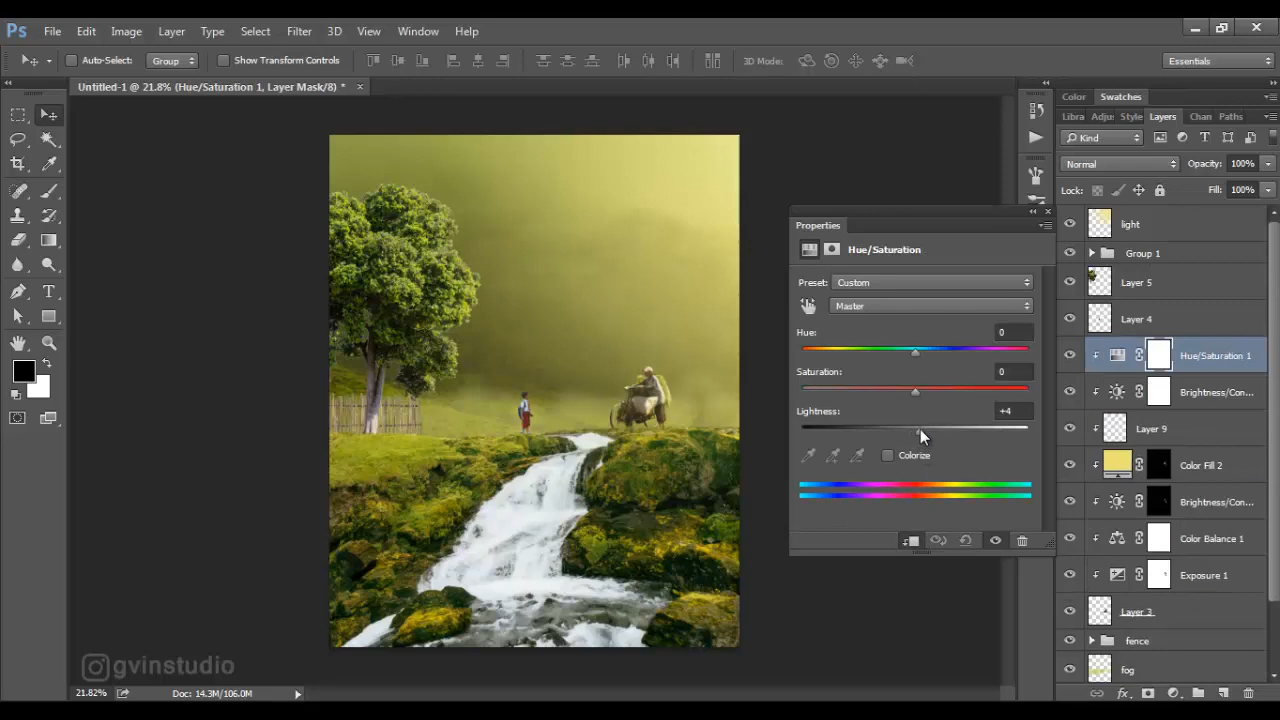 Ps File Edit Image Layer Type Select Filter 3D View Window Help
Auto-Select: Group Show Transform Controls 3D Mode: Essentials
Untitled-1 @ 21.8% (Hue/Saturation 1, Layer Mask/8) *
Color Swatches
Libra Adju Style Layers Chan Paths
Kind
Normal Opacity: 100%
Lock: Fill: 100%
light
Group 1
Layer 5
Layer 4
Hue/Saturation 1
Brightness/Con...
Layer 9
Color Fill 2
Brightness/Con...
Color Balance 1
Exposure 1
Layer 3
fence
fog
Properties
Hue/Saturation
Preset: Custom
Master
Hue: 0
Saturation: 0
Lightness: +4
Colorize
gvinstudio
21.82% Doc: 14.3M/106.0M